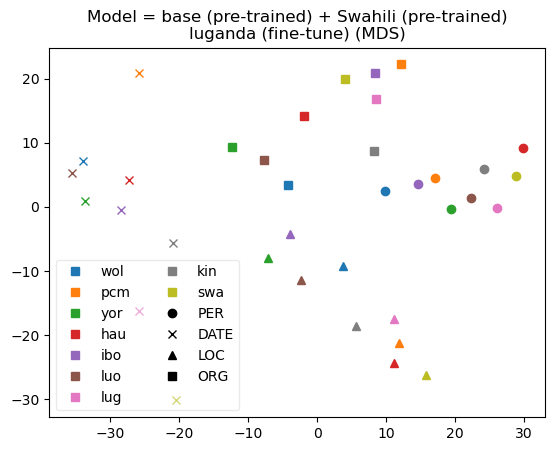 Model = base (pre-trained) + Swahili (pre-trained)
luganda (fine-tune) (MDS)
20
10
0
−10
−20
−30
wol
pcm
yor
hau
ibo
luo
lug
kin
swa
PER
DATE
LOC
ORG
−30 −20 −10 0 10 20 30